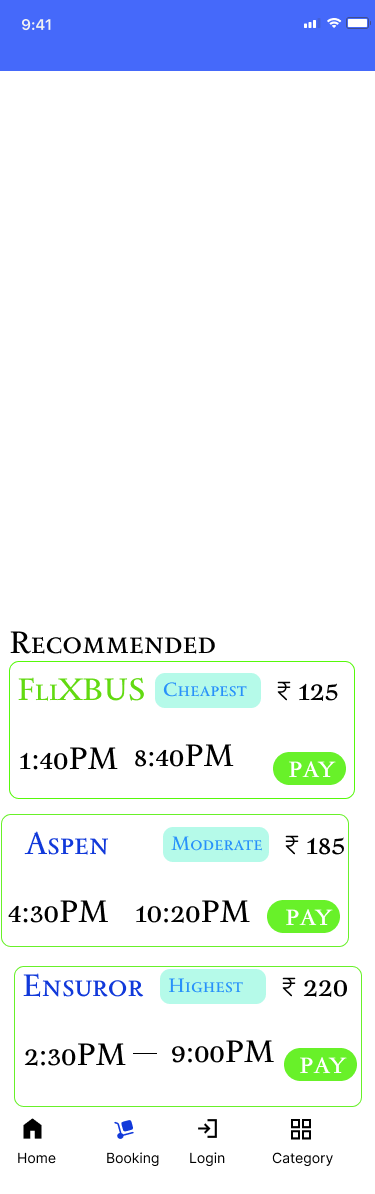 9:41
Recommended
FliXBUS Cheapest ₹ 125
1:40PM 8:40PM PAY
Aspen Moderate ₹ 185
4:30PM 10:20PM PAY
Ensuror Highest ₹ 220
2:30PM — 9:00PM PAY
Home Booking Login Category